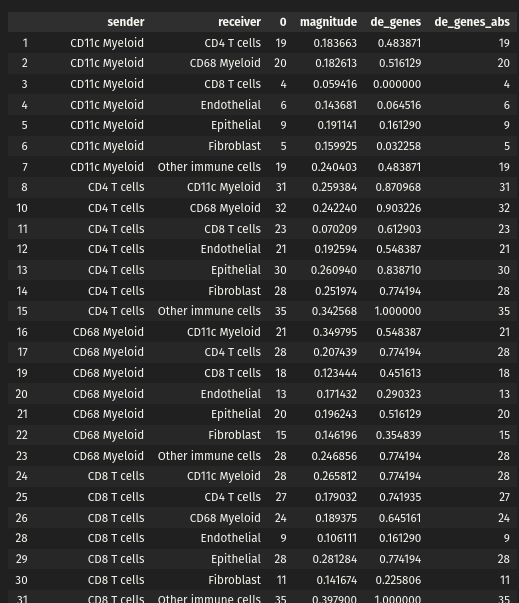 sender receiver 0 magnitude de_genes de_genes_abs
1 CD11c Myeloid CD4 T cells 19 0.183663 0.483871 19
2 CD11c Myeloid CD68 Myeloid 20 0.182613 0.516129 20
3 CD11c Myeloid CD8 T cells 4 0.059416 0.000000 4
4 CD11c Myeloid Endothelial 6 0.143681 0.064516 6
5 CD11c Myeloid Epithelial 9 0.191141 0.161290 9
6 CD11c Myeloid Fibroblast 5 0.159925 0.032258 5
7 CD11c Myeloid Other immune cells 19 0.240403 0.483871 19
8 CD4 T cells CD11c Myeloid 31 0.259384 0.870968 31
10 CD4 T cells CD68 Myeloid 32 0.242240 0.903226 32
11 CD4 T cells CD8 T cells 23 0.070209 0.612903 23
12 CD4 T cells Endothelial 21 0.192594 0.548387 21
13 CD4 T cells Epithelial 30 0.260940 0.838710 30
14 CD4 T cells Fibroblast 28 0.251974 0.774194 28
15 CD4 T cells Other immune cells 35 0.342568 1.000000 35
16 CD68 Myeloid CD11c Myeloid 21 0.349795 0.548387 21
17 CD68 Myeloid CD4 T cells 28 0.207439 0.774194 28
19 CD68 Myeloid CD8 T cells 18 0.123444 0.451613 18
20 CD68 Myeloid Endothelial 13 0.171432 0.290323 13
21 CD68 Myeloid Epithelial 20 0.196243 0.516129 20
22 CD68 Myeloid Fibroblast 15 0.146196 0.354839 15
23 CD68 Myeloid Other immune cells 28 0.246856 0.774194 28
24 CD8 T cells CD11c Myeloid 28 0.265812 0.774194 28
25 CD8 T cells CD4 T cells 27 0.179032 0.741935 27
26 CD8 T cells CD68 Myeloid 24 0.189375 0.645161 24
28 CD8 T cells Endothelial 9 0.106111 0.161290 9
29 CD8 T cells Epithelial 28 0.281284 0.774194 28
30 CD8 T cells Fibroblast 11 0.141674 0.225806 11
31 CD8 T cells Other immune cells 35 0.397900 1.000000 35